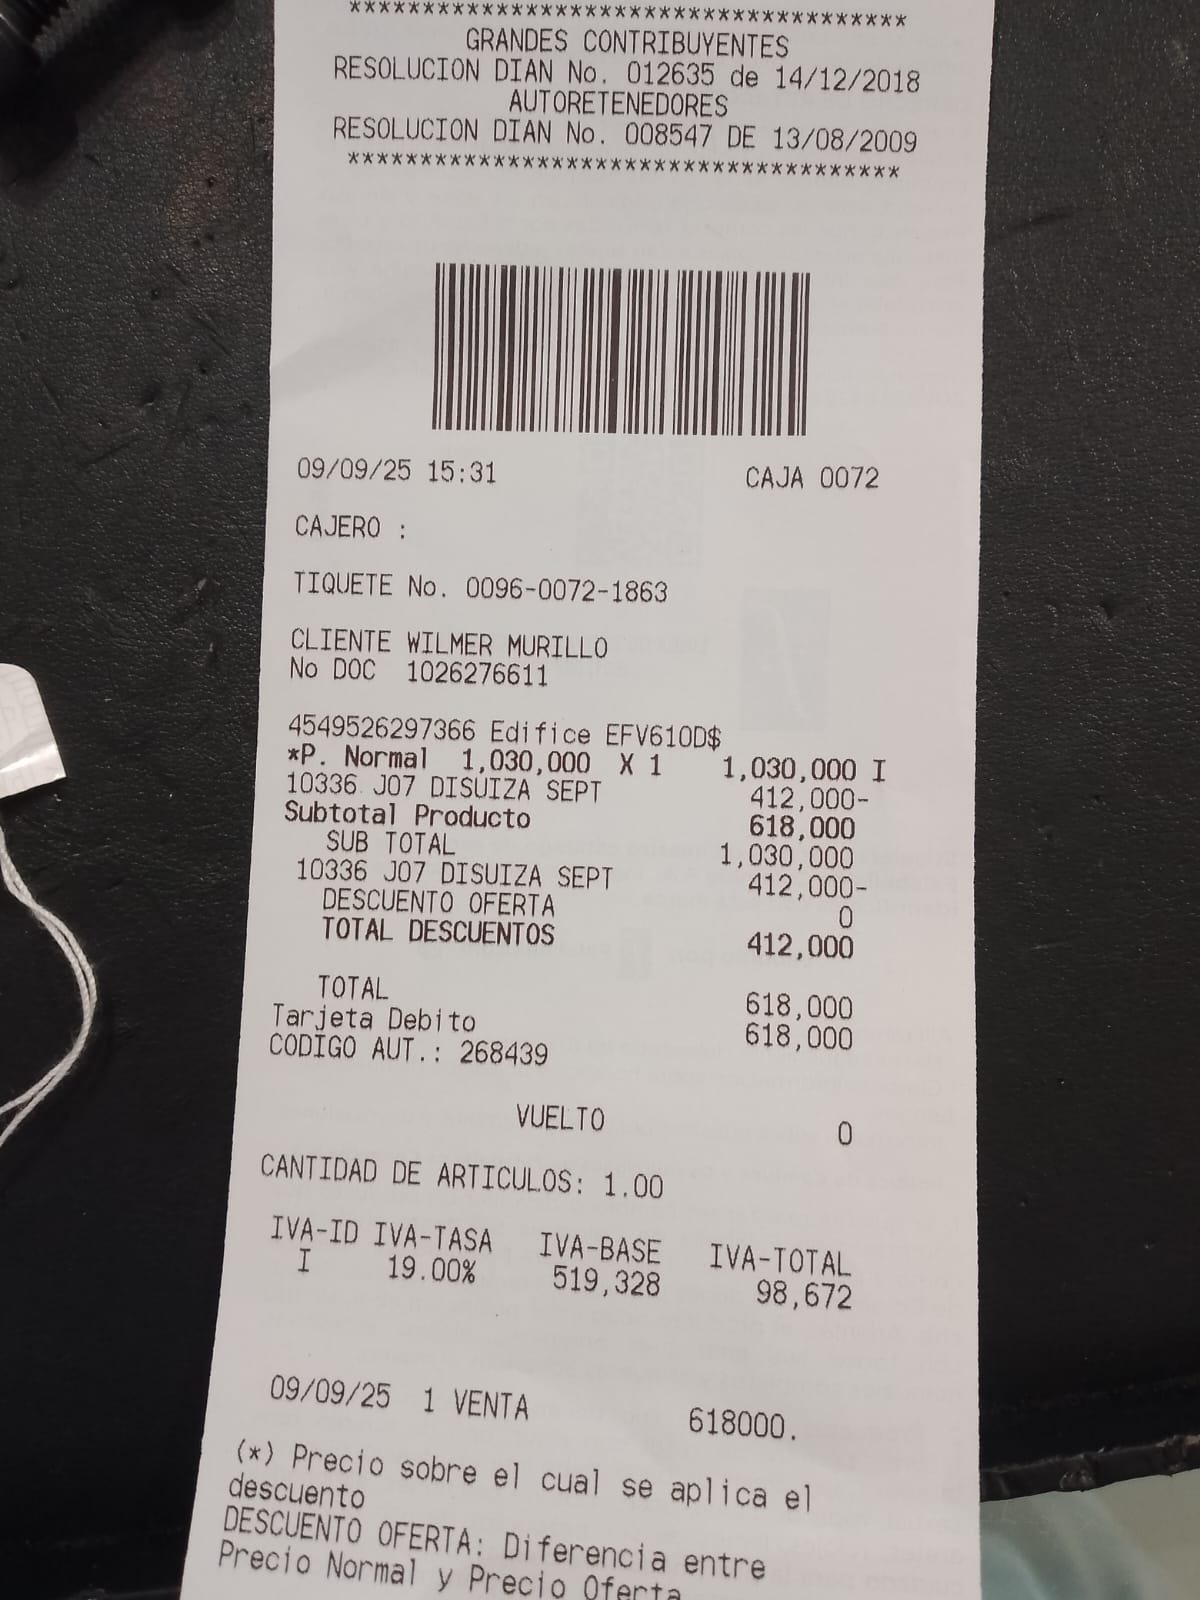 **************************************
GRANDES CONTRIBUYENTES
RESOLUCION DIAN No. 012635 de 14/12/2018
AUTORETENEDORES
RESOLUCION DIAN No. 008547 DE 13/08/2009
**************************************
09/09/25 15:31 CAJA 0072
CAJERO :
TIQUETE No. 0096-0072-1863
CLIENTE WILMER MURILLO
No DOC 1026276611
4549526297366 Edifice EFV610D$
*P. Normal 1,030,000 X 1 1,030,000 I
10336 J07 DISUIZA SEPT 412,000-
Subtotal Producto 618,000
SUB TOTAL 1,030,000
10336 J07 DISUIZA SEPT 412,000-
DESCUENTO OFERTA 0
TOTAL DESCUENTOS 412,000
TOTAL 618,000
Tarjeta Debito 618,000
CODIGO AUT.: 268439
VUELTO 0
CANTIDAD DE ARTICULOS: 1.00
IVA-ID IVA-TASA IVA-BASE IVA-TOTAL
I 19.00% 519,328 98,672
09/09/25 1 VENTA 618000.
(*) Precio sobre el cual se aplica el
descuento
DESCUENTO OFERTA: Diferencia entre
Precio Normal y Precio Oferta